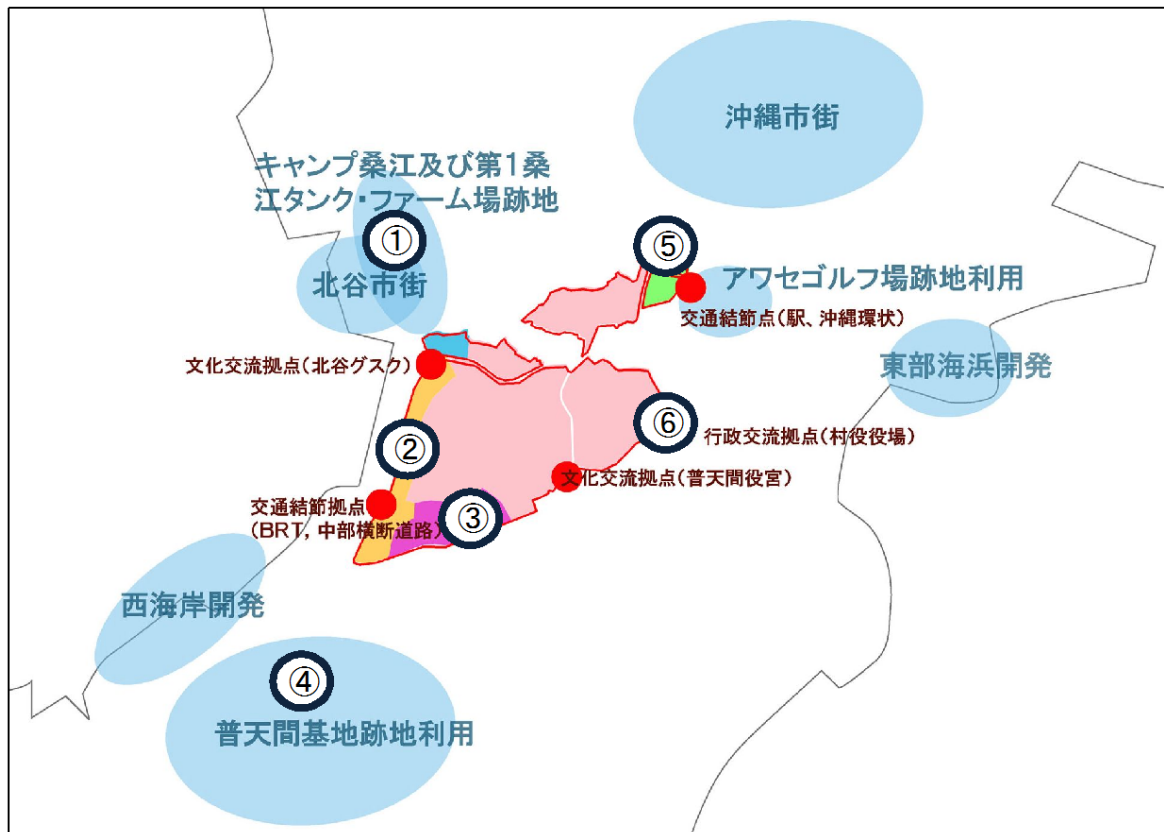 沖縄市街
キャンプ桑江及び第1桑
江タンク・ファーム場跡地
①
⑤
北谷市街
アワセゴルフ場跡地利用
交通結節点(駅、沖縄環状)
文化交流拠点(北谷グスク)
東部海浜開発
②
⑥
行政交流拠点(村役役場)
文化交流拠点(普天間役宮)
交通結節拠点
(BRT, 中部横断道路)
③
西海岸開発
④
普天間基地跡地利用